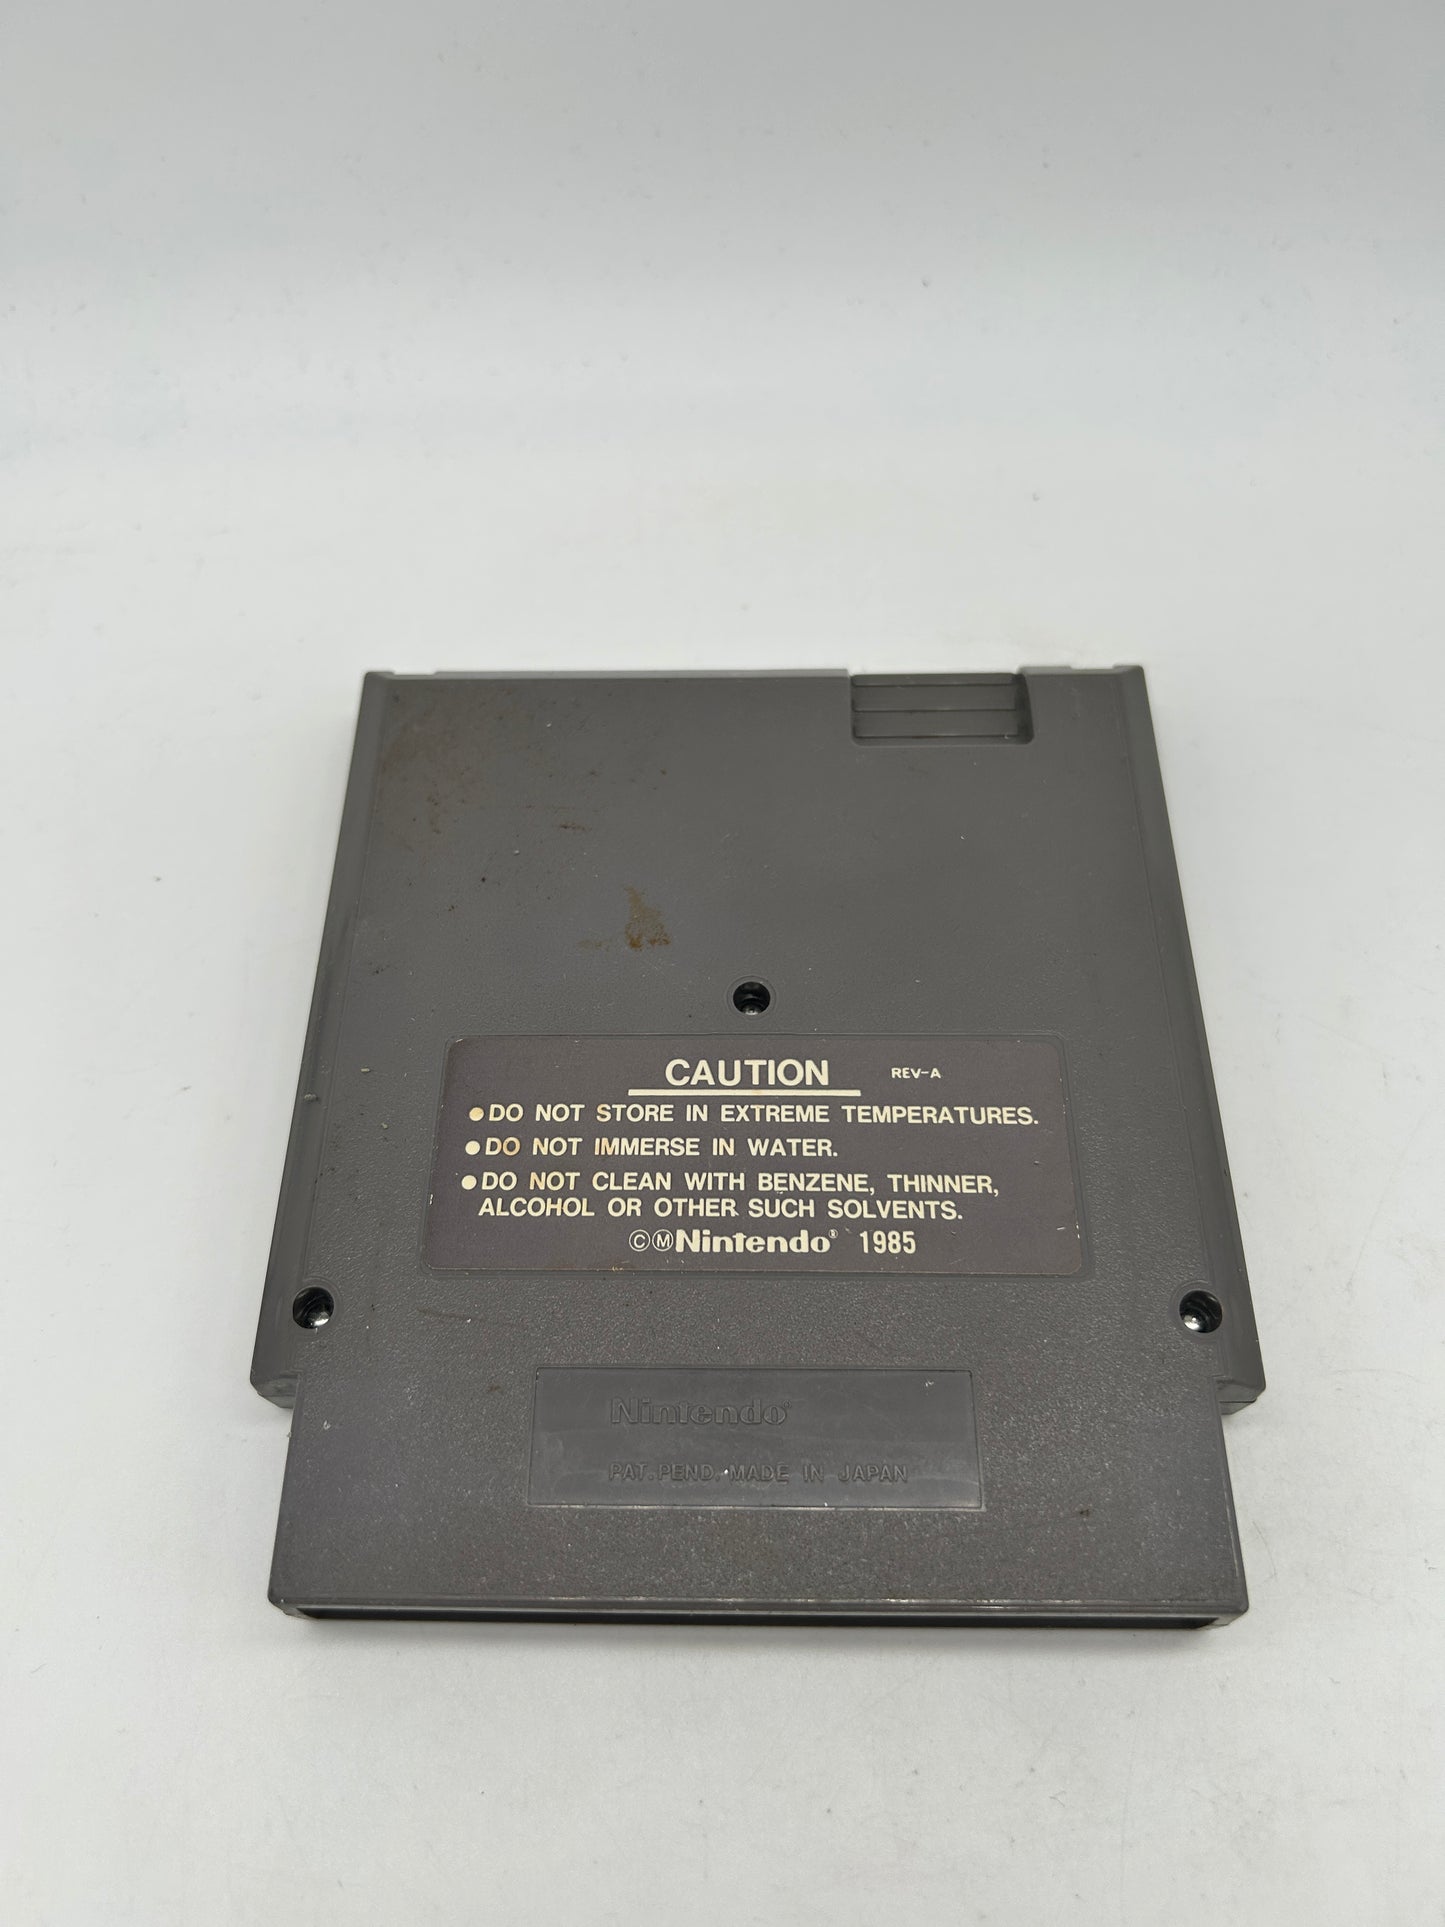 CAUTION REV-A
●DO NOT STORE IN EXTREME TEMPERATURES.
●DO NOT IMMERSE IN WATER.
●DO NOT CLEAN WITH BENZENE, THINNER,
ALCOHOL OR OTHER SUCH SOLVENTS.
©ⓂNintendo® 1985
Nintendo®
PAT. PEND. MADE IN JAPAN